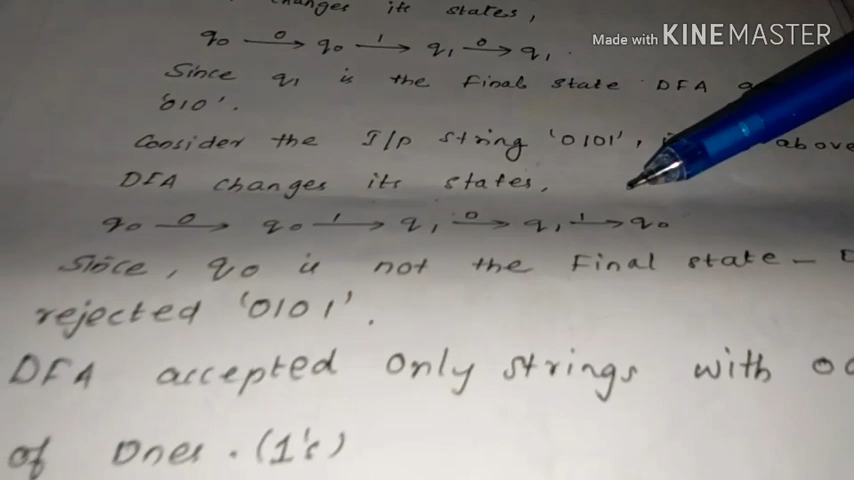 changes its states,
q0 —0→ q0 —1→ q1 —0→ q1.
Made with KINEMASTER
Since q1 is the final state DFA
'010'.
Consider the I/p string '0101', above
DFA changes its states,
q0 —0→ q0 —1→ q1 —0→ q1 —1→ q0
Since, q0 is not the Final state -
rejected '0101'.
DFA accepted only strings with
of ones. (1's)